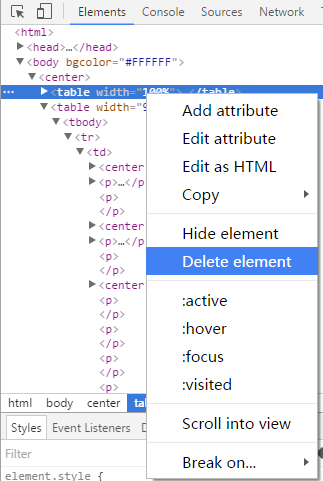 Elements Console Sources
<html>
▶<head>…</head>
▼<body bgcolor="#FFFFFF">
▼<center>
… ▶<table width="100%">…</table>
▼<table width="9
▼<tbody>
▼<tr>
▼<td>
▶<center
▶<p>…</p
<p>
</p>
▶<center
▶<p>…</p
<p>
</p>
▶<center
<p>
</p>
<p>
</p>
<p>
Add attribute
Edit attribute
Edit as HTML
Copy
Hide element
Delete element
:active
:hover
:focus
:visited
Scroll into view
Break on...
html body center ta
Styles Event Listeners D
Filter
element.style {